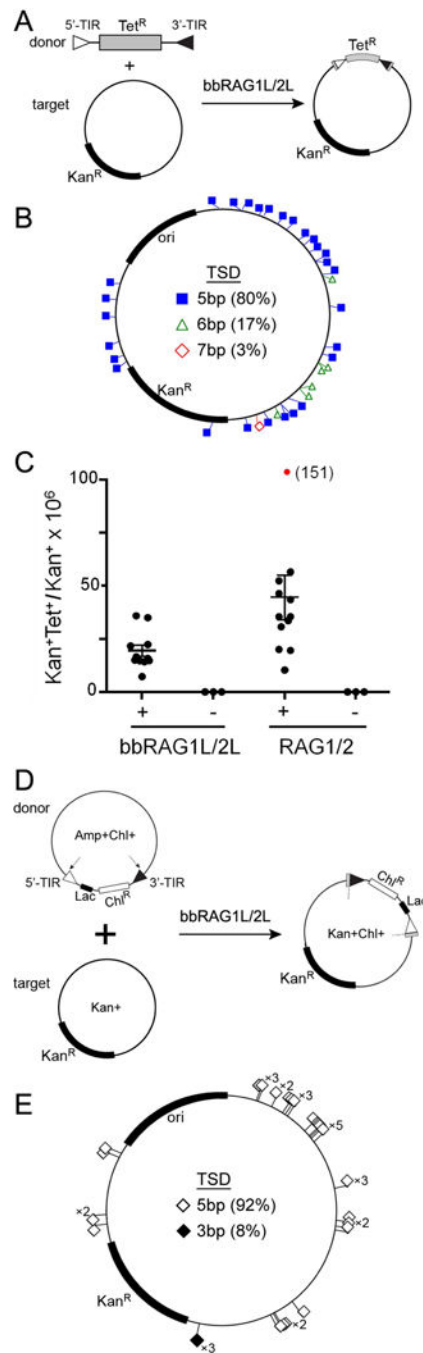 A
5'-TIR
Tet^R
3'-TIR
donor
+
target
Kan^R
bbRAG1L/2L
Tet^R
Kan^R
B
ori
TSD
5bp (80%)
6bp (17%)
7bp (3%)
Kan^R
C
Kan+Tet+/Kan+ x 10^6
100
50
0
(151)
+ - + -
bbRAG1L/2L RAG1/2
D
donor
Amp+Chl+
5'-TIR
Lac
Chl^R
3'-TIR
+
target
Kan+
Kan^R
bbRAG1L/2L
Chl^R
Lac
Kan+Chl+
Kan^R
E
×3
×2
×3
×5
ori
TSD
5bp (92%)
3bp (8%)
×3
×2
×2
Kan^R
×2
×3